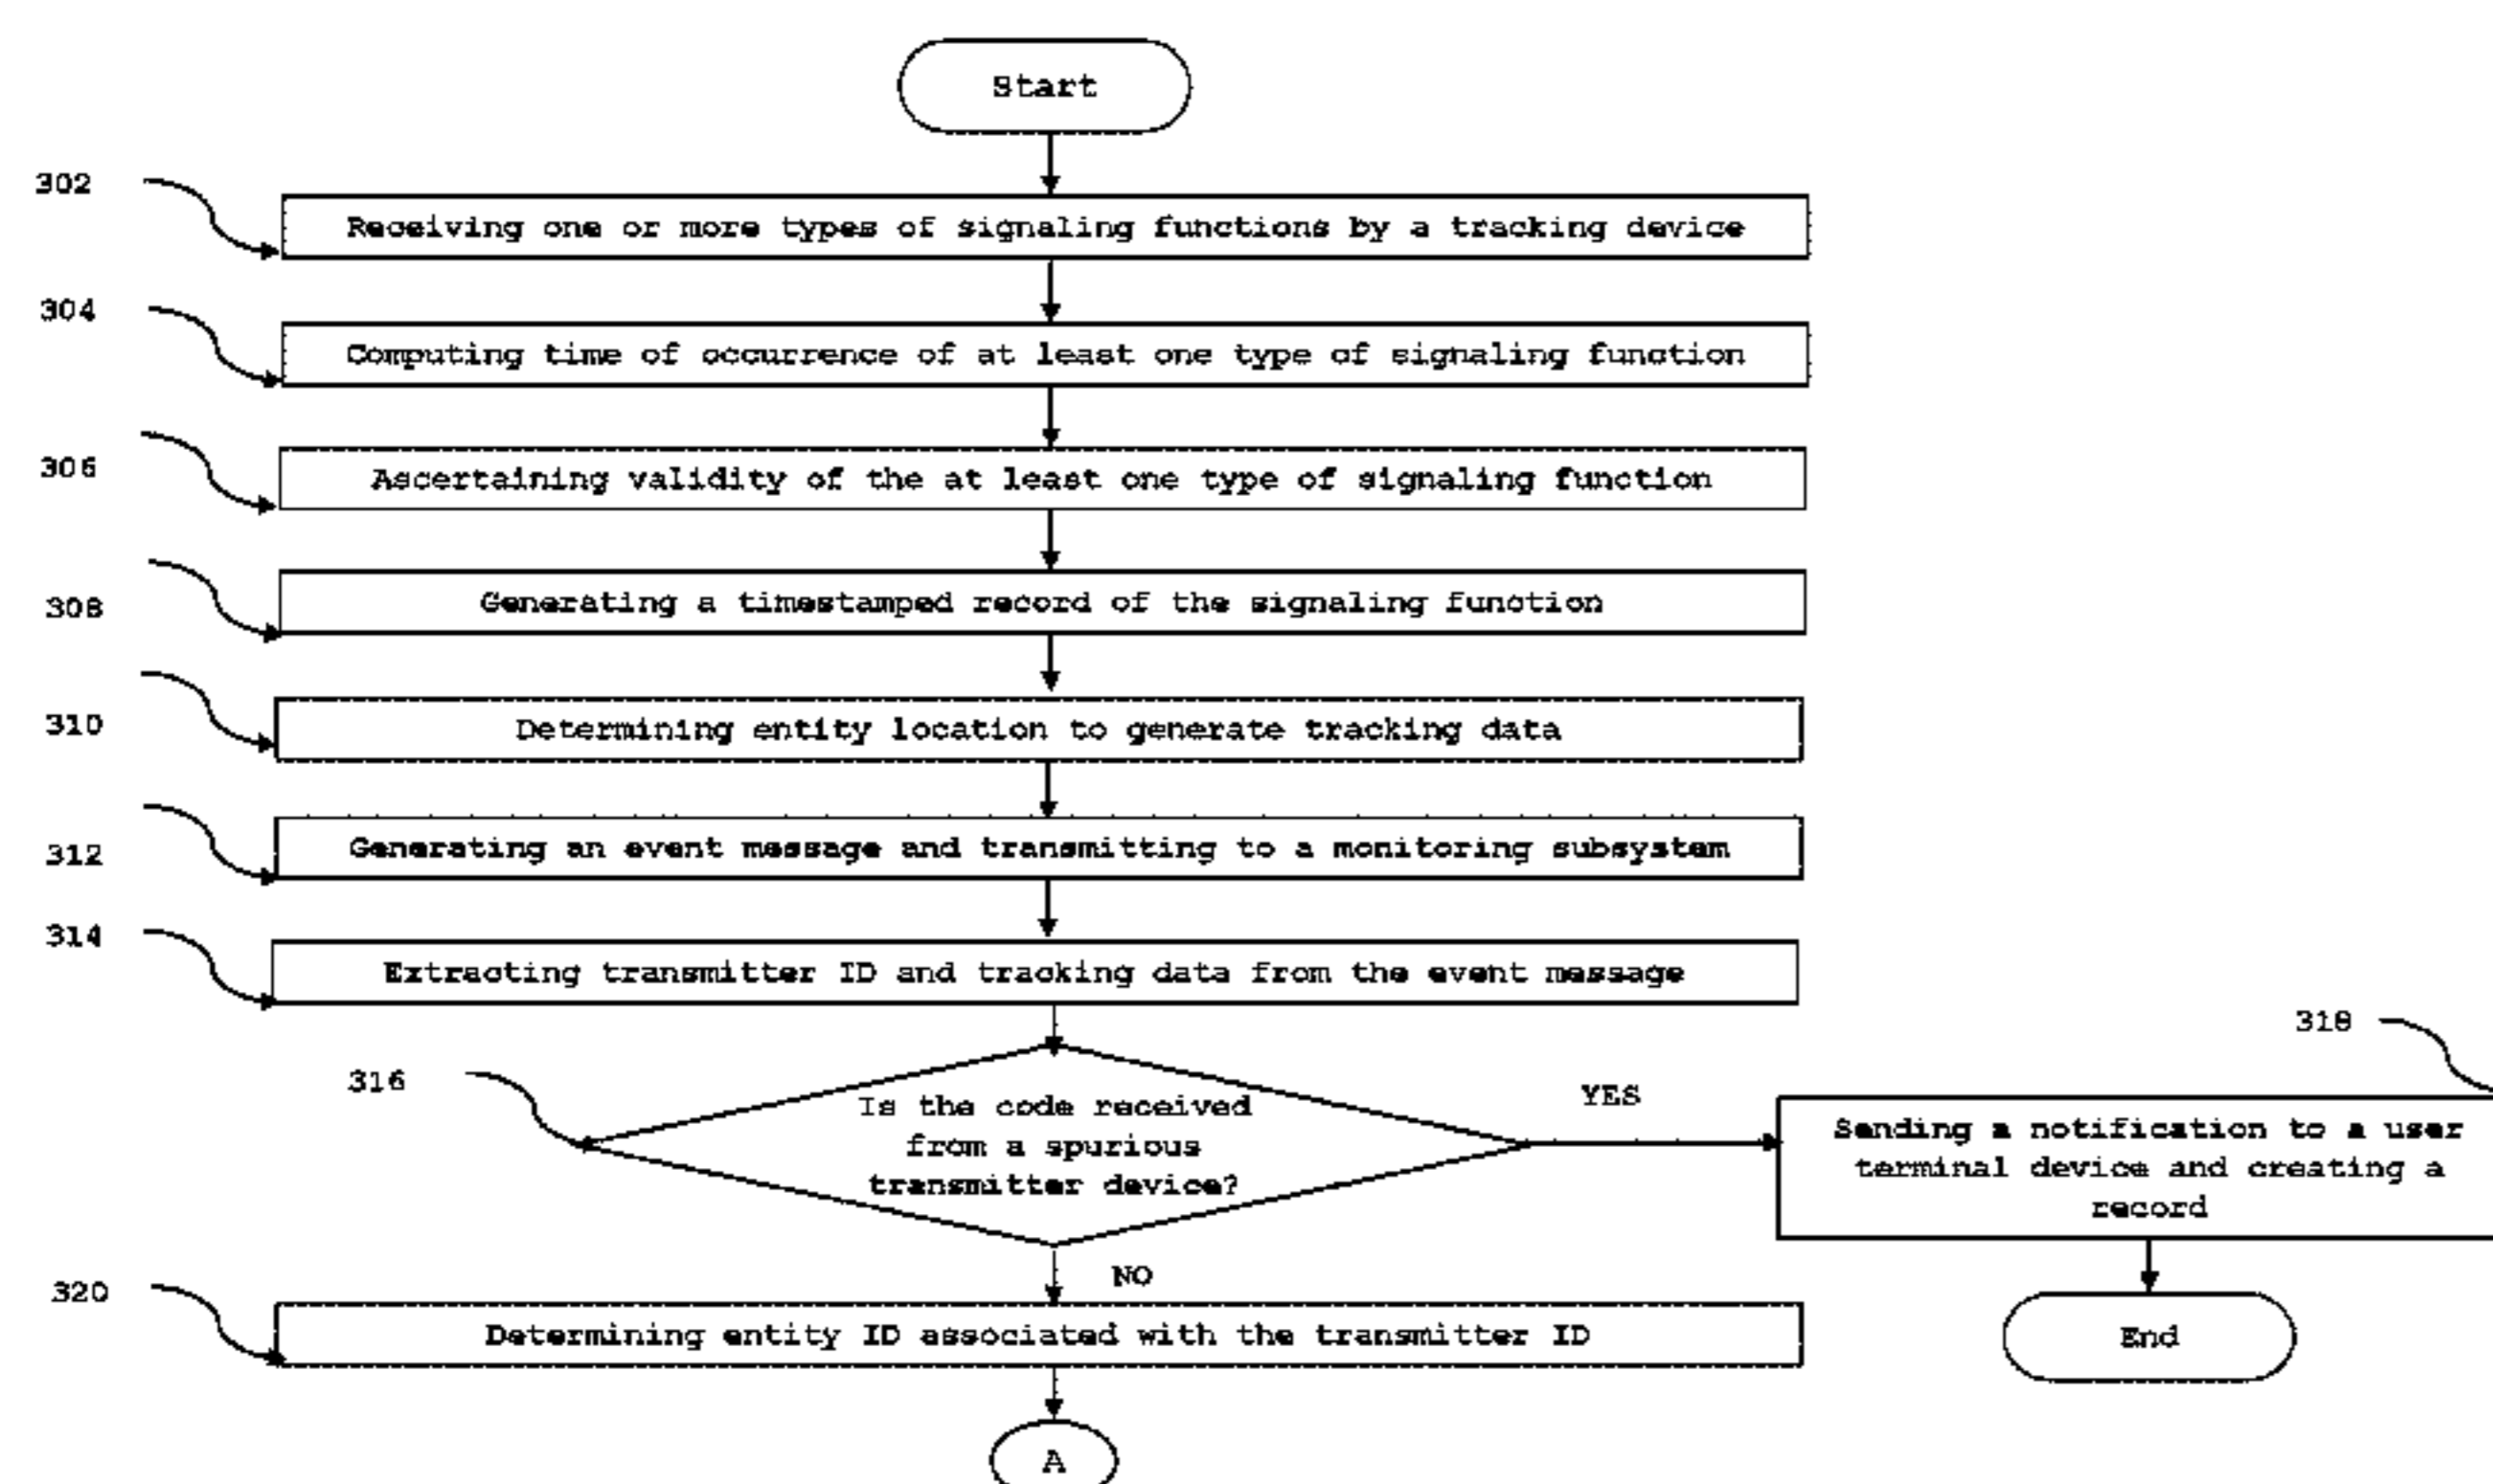 Start
302
Receiving one or more types of signaling functions by a tracking device
304
Computing time of occurrence of at least one type of signaling function
306
Ascertaining validity of the at least one type of signaling function
308
Generating a timestamped record of the signaling function
310
Determining entity location to generate tracking data
312
Generating an event message and transmitting to a monitoring subsystem
314
Extracting transmitter ID and tracking data from the event message
316
Is the code received
from a spurious
transmitter device?
YES
318
Sending a notification to a user
terminal device and creating a
record
NO
320
Determining entity ID associated with the transmitter ID
End
A